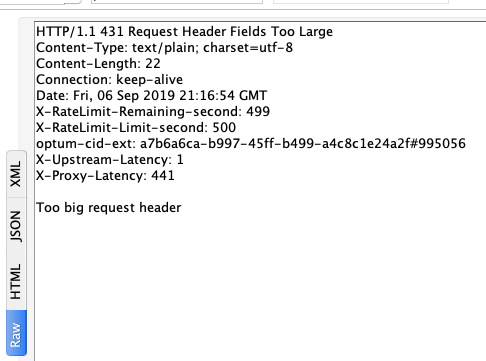 HTTP/1.1 431 Request Header Fields Too Large
Content-Type: text/plain; charset=utf-8
Content-Length: 22
Connection: keep-alive
Date: Fri, 06 Sep 2019 21:16:54 GMT
X-RateLimit-Remaining-second: 499
X-RateLimit-Limit-second: 500
optum-cid-ext: a7b6a6ca-b997-45ff-b499-a4c8c1e24a2f#995056
X-Upstream-Latency: 1
X-Proxy-Latency: 441
Too big request header
XML
JSON
HTML
Raw